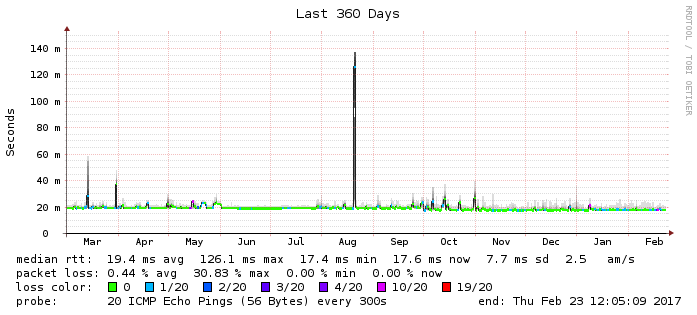 Last 360 Days
RRDTOOL / TOBI OETIKER
Seconds
140 m
120 m
100 m
80 m
60 m
40 m
20 m
0
Mar Apr May Jun Jul Aug Sep Oct Nov Dec Jan Feb
median rtt: 19.4 ms avg 126.1 ms max 17.4 ms min 17.6 ms now 7.7 ms sd 2.5 am/s
packet loss: 0.44 % avg 30.83 % max 0.00 % min 0.00 % now
loss color: 0 1/20 2/20 3/20 4/20 10/20 19/20
probe: 20 ICMP Echo Pings (56 Bytes) every 300s end: Thu Feb 23 12:05:09 2017